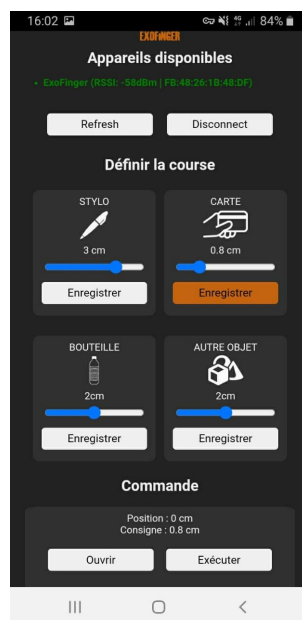 16:02 84%
EXOFINGER
Appareils disponibles
• ExoFinger (RSSI: -58dBm | FB:48:26:1B:48:DF)
Refresh Disconnect
Définir la course
STYLO CARTE
3 cm 0.8 cm
Enregistrer Enregistrer
BOUTEILLE AUTRE OBJET
2cm 2cm
Enregistrer Enregistrer
Commande
Position : 0 cm
Consigne : 0.8 cm
Ouvrir Exécuter